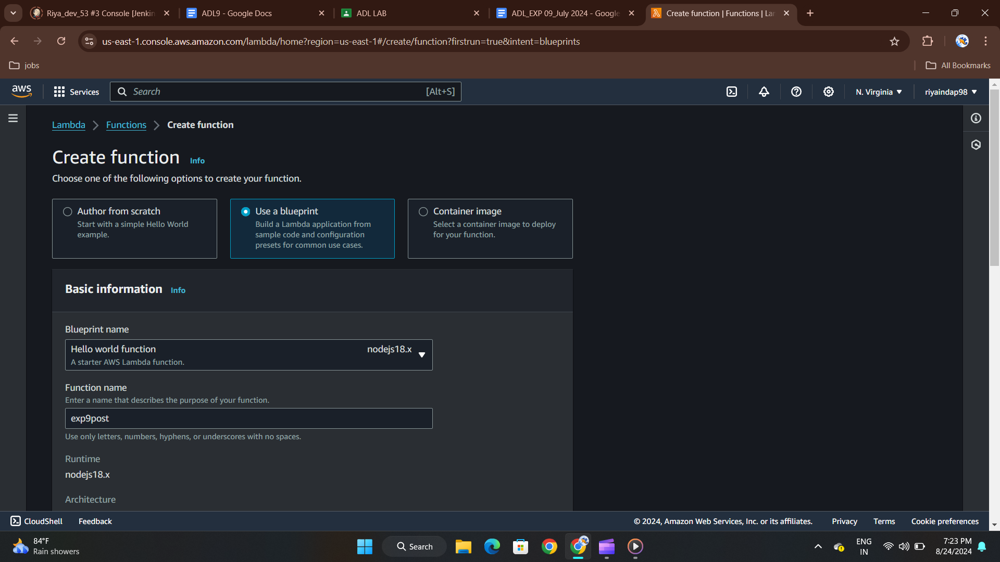 Riya_dev_53 #3 Console [Jenkin
ADL9 - Google Docs
ADL LAB
ADL_EXP 09_July 2024 - Google
Create function | Functions | La
us-east-1.console.aws.amazon.com/lambda/home?region=us-east-1#/create/function?firstrun=true&intent=blueprints
jobs
All Bookmarks
aws
Services
Search
[Alt+S]
N. Virginia
riyaindap98
Lambda
Functions
Create function
Create function
Info
Choose one of the following options to create your function.
Author from scratch
Start with a simple Hello World
example.
Use a blueprint
Build a Lambda application from
sample code and configuration
presets for common use cases.
Container image
Select a container image to deploy
for your function.
Basic information
Info
Blueprint name
Hello world function
nodejs18.x
A starter AWS Lambda function.
Function name
Enter a name that describes the purpose of your function.
exp9post
Use only letters, numbers, hyphens, or underscores with no spaces.
Runtime
nodejs18.x
Architecture
CloudShell
Feedback
© 2024, Amazon Web Services, Inc. or its affiliates.
Privacy
Terms
Cookie preferences
84°F
Rain showers
Search
ENG
IN
7:23 PM
8/24/2024